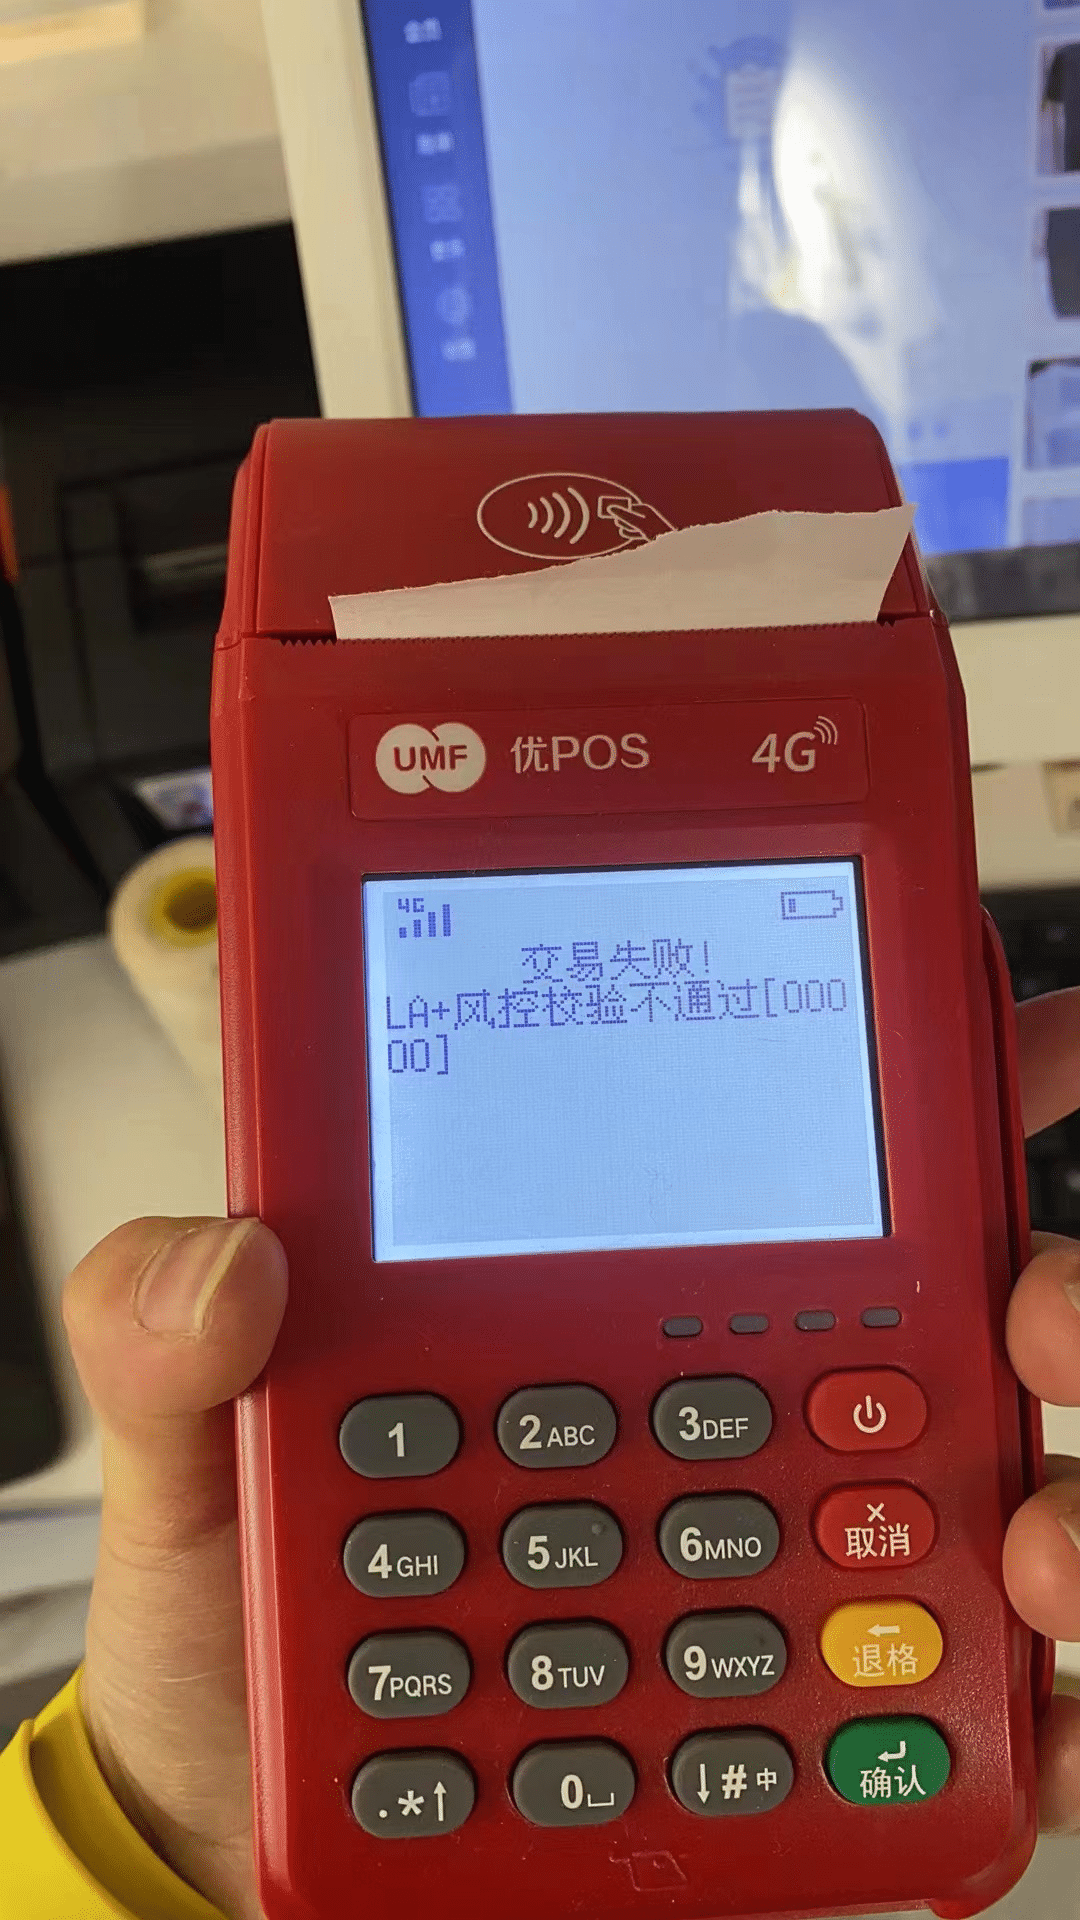 UMF 优POS 4G
4G
交易失败!
LA+风控校验不通过[000
00]
1 2ABC 3DEF
4GHI 5JKL 6MNO ×取消
7PQRS 8TUV 9WXYZ ←退格
.*↑ 0⎵ ↓#中 ↵确认